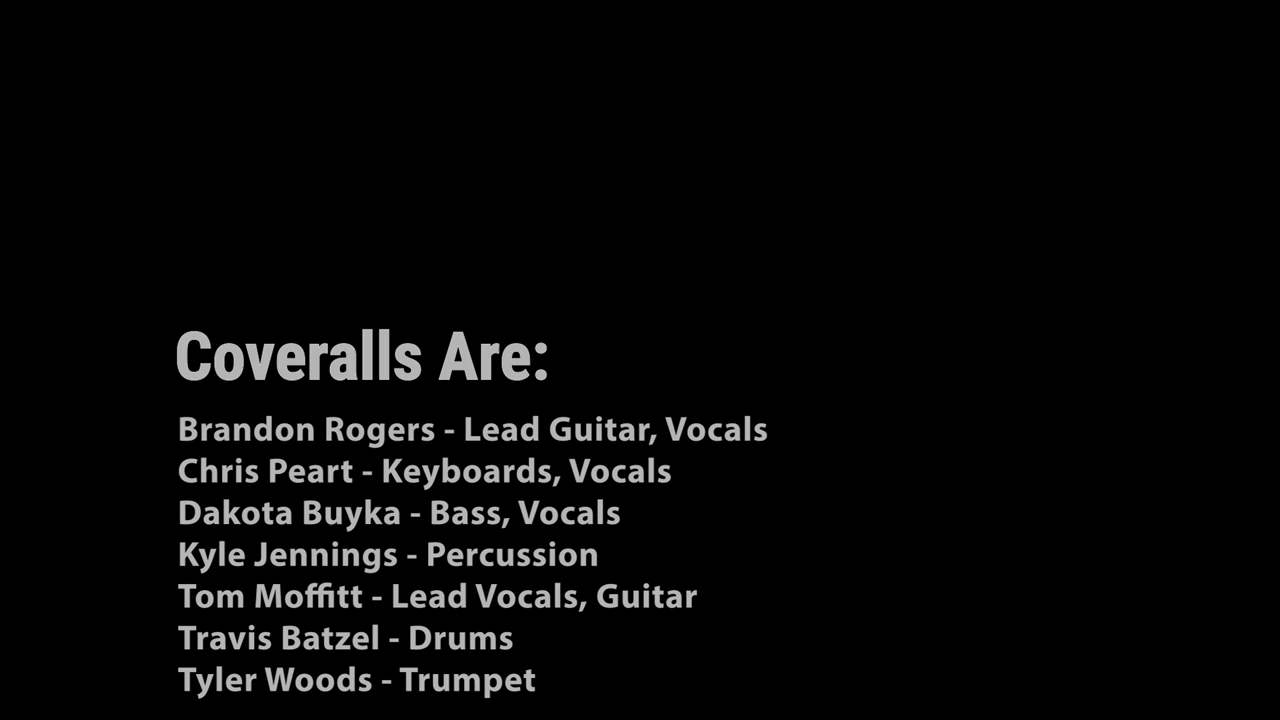 Coveralls Are:
Brandon Rogers - Lead Guitar, Vocals
Chris Peart - Keyboards, Vocals
Dakota Buyka - Bass, Vocals
Kyle Jennings - Percussion
Tom Moffitt - Lead Vocals, Guitar
Travis Batzel - Drums
Tyler Woods - Trumpet